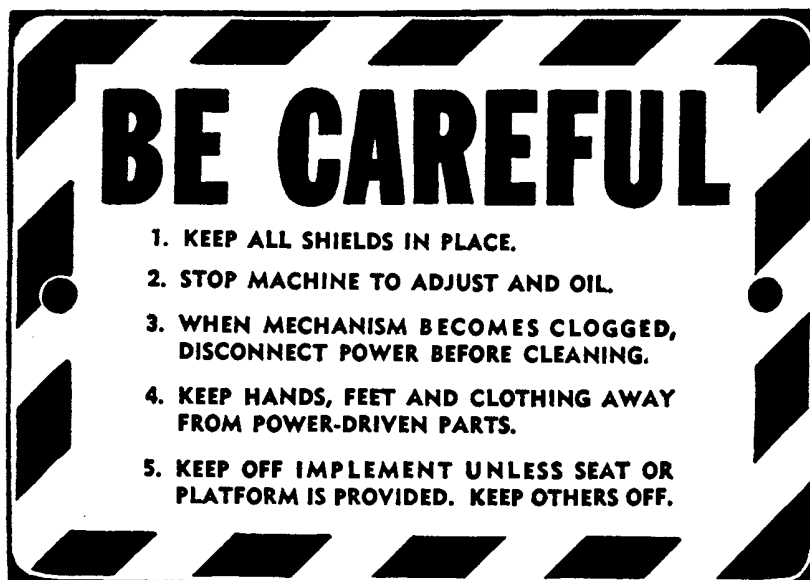 BE CAREFUL
1. KEEP ALL SHIELDS IN PLACE.
2. STOP MACHINE TO ADJUST AND OIL.
3. WHEN MECHANISM BECOMES CLOGGED,
DISCONNECT POWER BEFORE CLEANING.
4. KEEP HANDS, FEET AND CLOTHING AWAY
FROM POWER-DRIVEN PARTS.
5. KEEP OFF IMPLEMENT UNLESS SEAT OR
PLATFORM IS PROVIDED. KEEP OTHERS OFF.